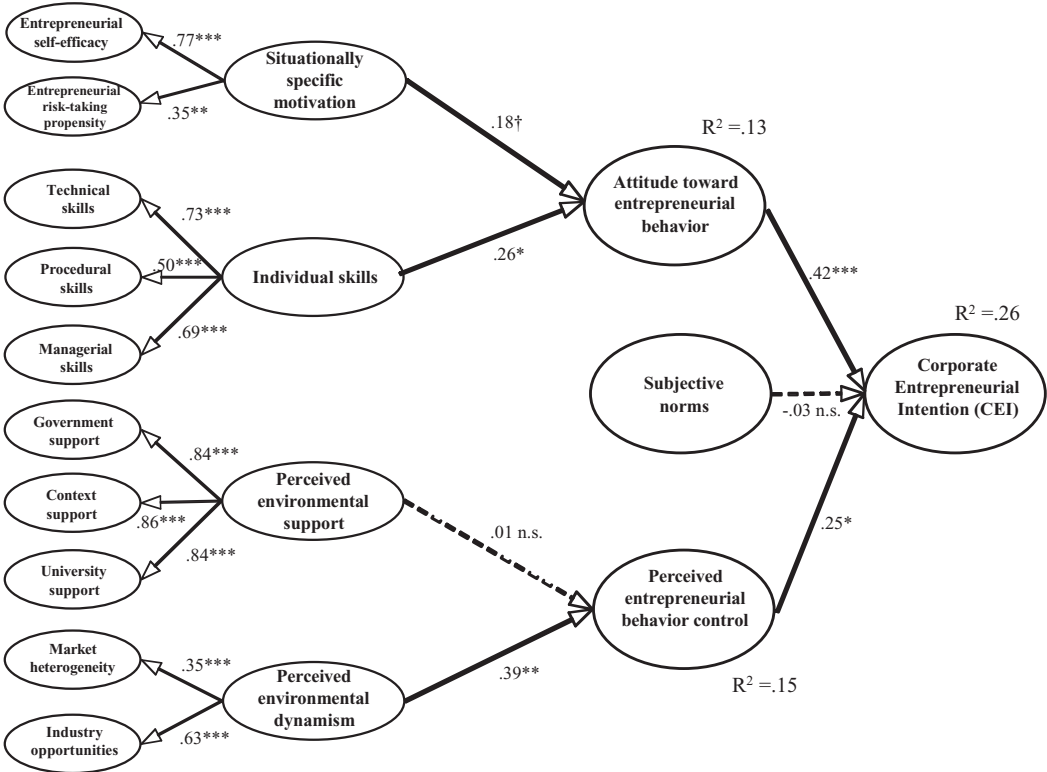 Entrepreneurial
self-efficacy
.77***
Entrepreneurial
risk-taking
propensity
.35**
Situationally
specific
motivation
.18†
R² =.13
Technical
skills
.73***
Procedural
skills
.50***
Managerial
skills
.69***
Individual skills
.26*
Attitude toward
entrepreneurial
behavior
.42***
Subjective
norms
-.03 n.s.
R² =.26
Corporate
Entrepreneurial
Intention (CEI)
Government
support
.84***
Context
support
.86***
University
support
.84***
Perceived
environmental
support
.01 n.s.
.25*
Perceived
entrepreneurial
behavior control
R² =.15
Market
heterogeneity
.35***
Industry
opportunities
.63***
Perceived
environmental
dynamism
.39**